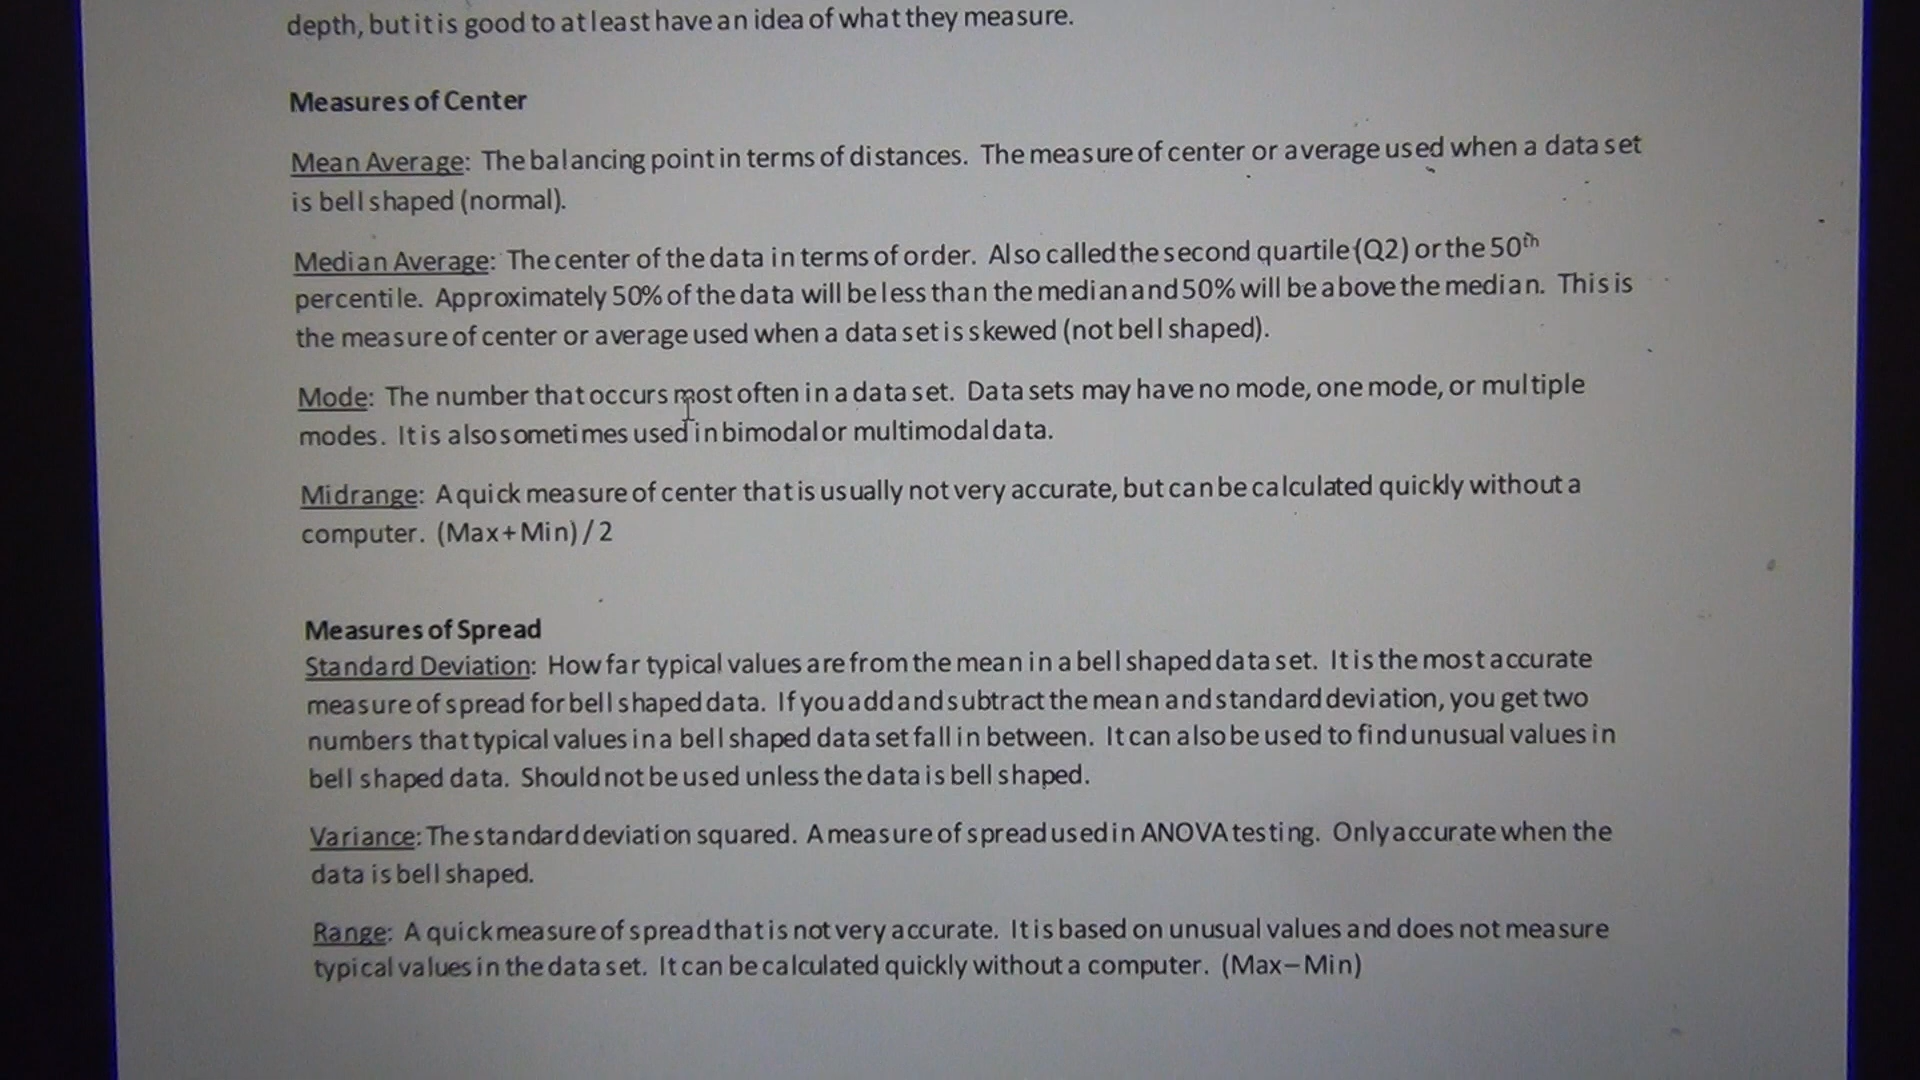 depth, but it is good to at least have an idea of what they measure.
Measures of Center
Mean Average: The balancing point in terms of distances. The measure of center or average used when a data set
is bell shaped (normal).
Median Average: The center of the data in terms of order. Also called the second quartile (Q2) or the 50th
percentile. Approximately 50% of the data will be less than the median and 50% will be above the median. This is
the measure of center or average used when a data set is skewed (not bell shaped).
Mode: The number that occurs most often in a data set. Data sets may have no mode, one mode, or multiple
modes. It is also sometimes used in bimodal or multimodal data.
Midrange: A quick measure of center that is usually not very accurate, but can be calculated quickly without a
computer. (Max+Min)/2
Measures of Spread
Standard Deviation: How far typical values are from the mean in a bell shaped data set. It is the most accurate
measure of spread for bell shaped data. If you add and subtract the mean and standard deviation, you get two
numbers that typical values in a bell shaped data set fall in between. It can also be used to find unusual values in
bell shaped data. Should not be used unless the data is bell shaped.
Variance: The standard deviation squared. A measure of spread used in ANOVA testing. Only accurate when the
data is bell shaped.
Range: A quick measure of spread that is not very accurate. It is based on unusual values and does not measure
typical values in the data set. It can be calculated quickly without a computer. (Max–Min)